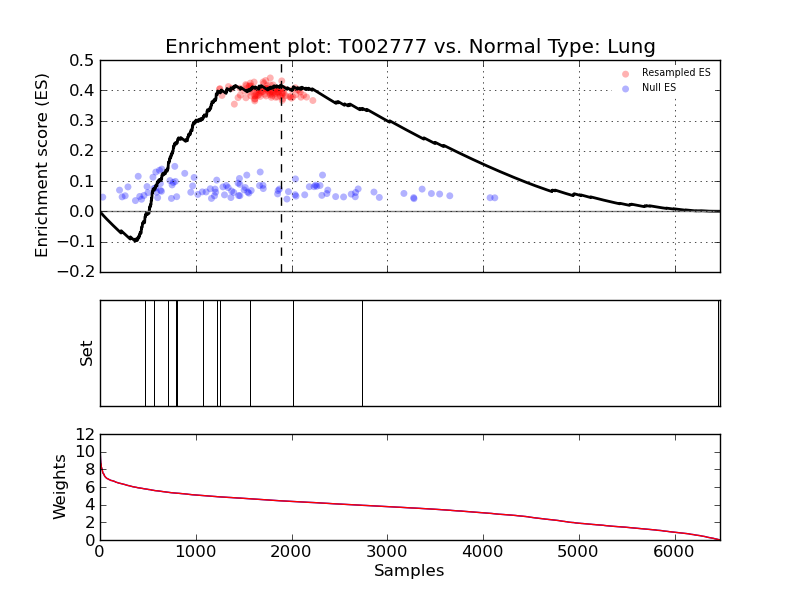 Enrichment plot: T002777 vs. Normal Type: Lung
Enrichment score (ES)
0.5
0.4
0.3
0.2
0.1
0.0
−0.1
−0.2
Resampled ES
Null ES
Set
Weights
12
10
8
6
4
2
0
0 1000 2000 3000 4000 5000 6000
Samples